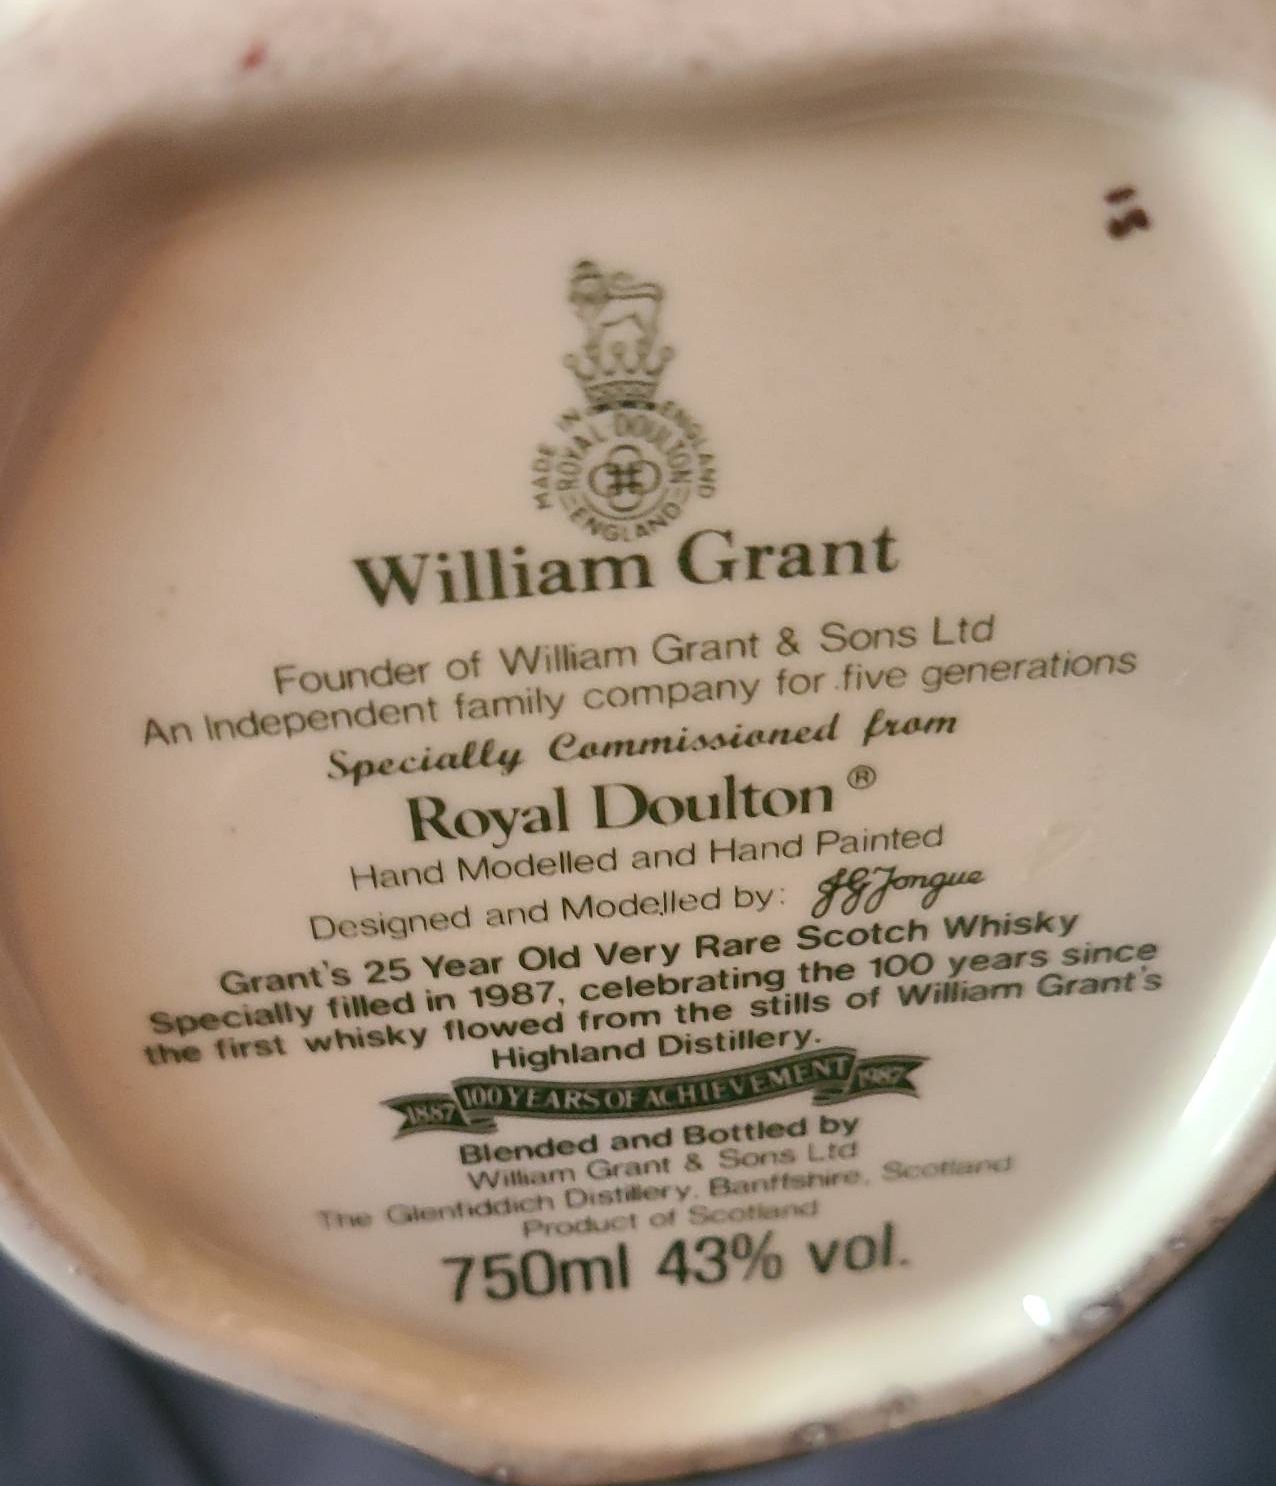 15
MADE IN ENGLAND
ROYAL DOULTON
ENGLAND
William Grant
Founder of William Grant & Sons Ltd
An Independent family company for five generations
Specially Commissioned from
Royal Doulton ®
Hand Modelled and Hand Painted
Designed and Modelled by: JG Tongue
Grant's 25 Year Old Very Rare Scotch Whisky
Specially filled in 1987, celebrating the 100 years since
the first whisky flowed from the stills of William Grant's
Highland Distillery.
1887 100 YEARS OF ACHIEVEMENT 1987
Blended and Bottled by
William Grant & Sons Ltd
The Glenfiddich Distillery, Banffshire, Scotland
Product of Scotland
750ml 43% vol.